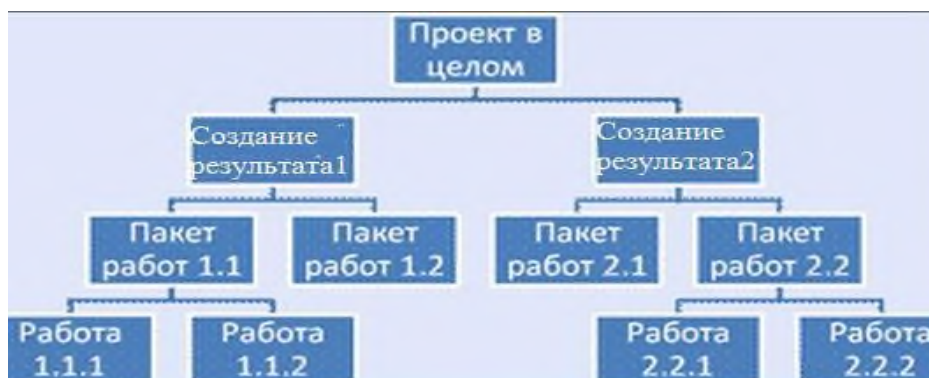 Проект в
целом
Создание
результата1
Создание
результата2
Пакет
работ 1.1
Пакет
работ 1.2
Пакет
работ 2.1
Пакет
работ 2.2
Работа
1.1.1
Работа
1.1.2
Работа
2.2.1
Работа
2.2.2